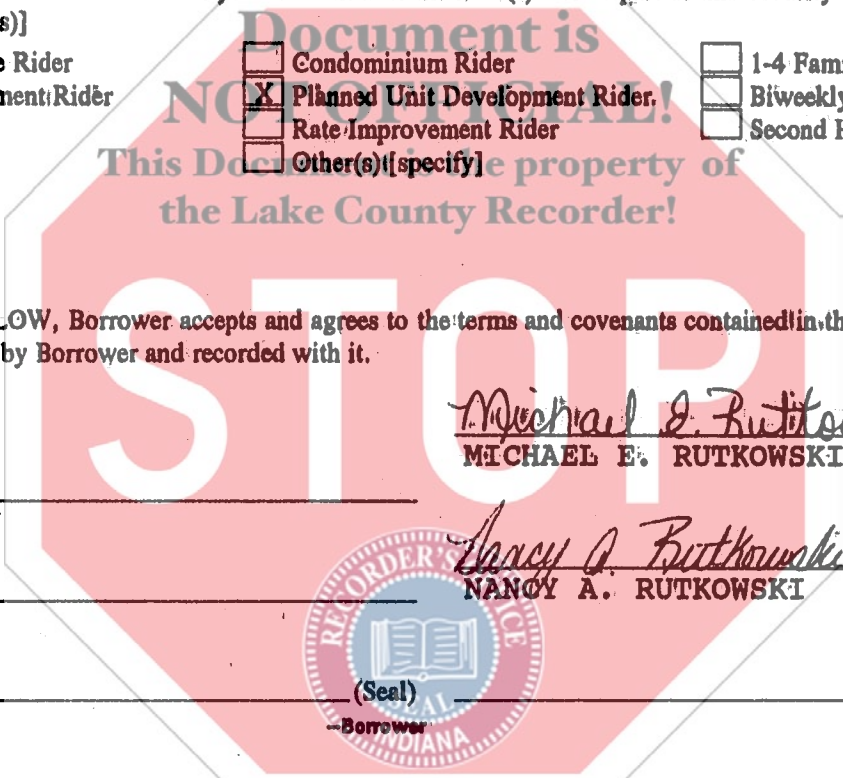 s)]
Document is
Rider Condominium Rider 1-4 Fam
ment Rider X Planned Unit Development Rider. Biweekly
NOT OFFICIAL!
Rate Improvement Rider Second H
Other(s) [specify]
This Document is the property of
the Lake County Recorder!
LOW, Borrower accepts and agrees to the terms and covenants contained in th
by Borrower and recorded with it.
STOP
Michael E. Rutko
MICHAEL E. RUTKOWSKI
Nancy A. Rutkowski
NANCY A. RUTKOWSKI
RECORDER'S OFFICE
SEAL
INDIANA
(Seal)
—Borrower